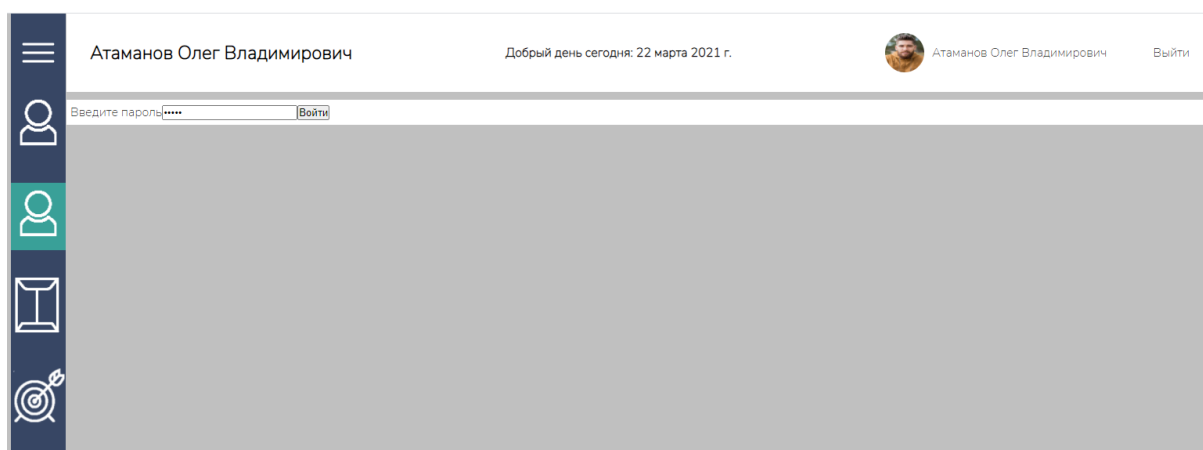 Атаманов Олег Владимирович
Добрый день сегодня: 22 марта 2021 г.
Атаманов Олег Владимирович
Выйти
Введите пароль ••••• Войти